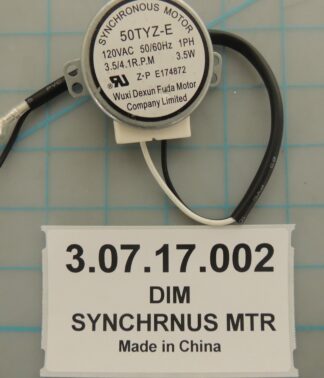 SYNCHRONOUS MOTOR
50TYZ-E
120VAC 50/60Hz 1PH
3.5/4.1R.P.M 3.5W
Z-P E174872
Wuxi Dexun Fuda Motor
Company Limited
3.07.17.002
DIM
SYNCHRNUS MTR
Made in China